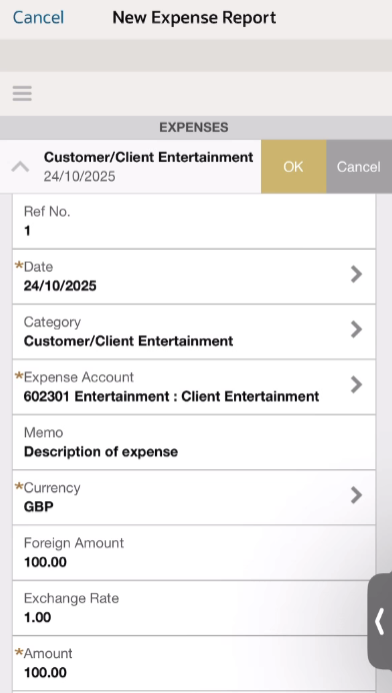 Cancel New Expense Report
EXPENSES
Customer/Client Entertainment
24/10/2025
OK Cancel
Ref No.
1
*Date
24/10/2025
Category
Customer/Client Entertainment
*Expense Account
602301 Entertainment : Client Entertainment
Memo
Description of expense
*Currency
GBP
Foreign Amount
100.00
Exchange Rate
1.00
*Amount
100.00